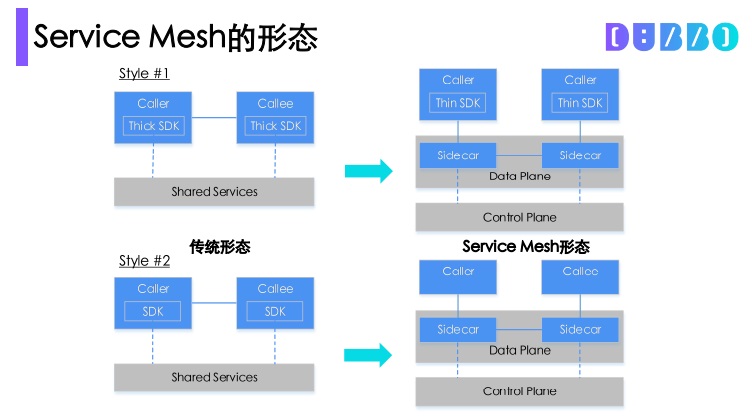 Service Mesh的形态
DUBBO
Style #1
Caller
Callee
Thick SDK
Thick SDK
Shared Services
Caller
Caller
Thin SDK
Thin SDK
Sidecar
Sidecar
Data Plane
Control Plane
传统形态
Service Mesh形态
Style #2
Caller
Callee
SDK
SDK
Shared Services
Caller
Callee
Sidecar
Sidecar
Data Plane
Control Plane